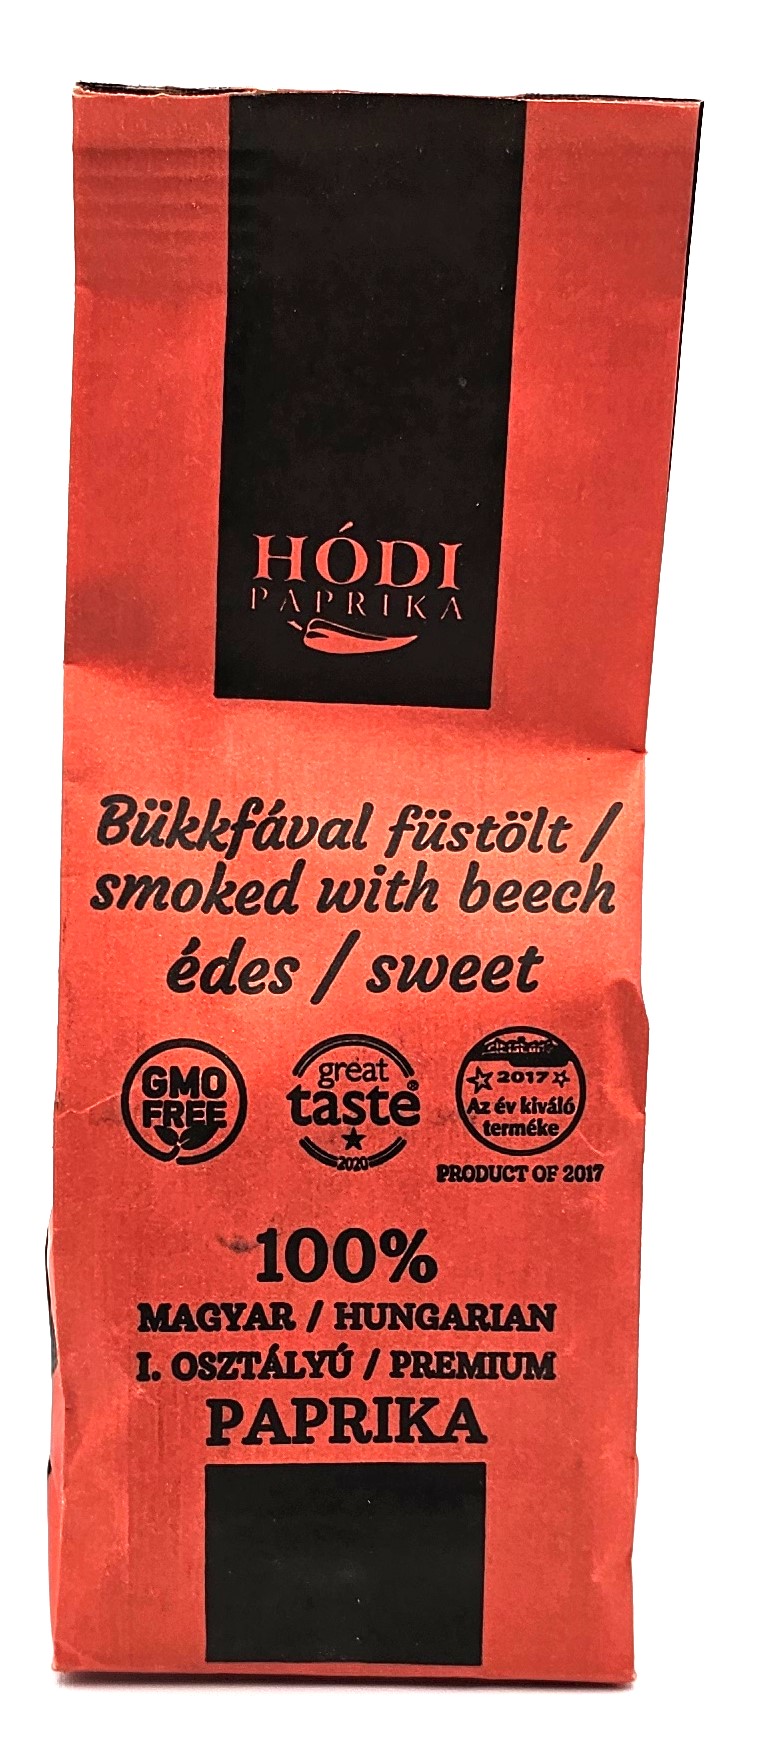 HÓDI
PAPRIKA
Bükkfával füstölt /
smoked with beech
édes / sweet
GMO
FREE
great
taste®
2020
2017
Az év kiváló
terméke
PRODUCT OF 2017
100%
MAGYAR / HUNGARIAN
I. OSZTÁLYÚ / PREMIUM
PAPRIKA